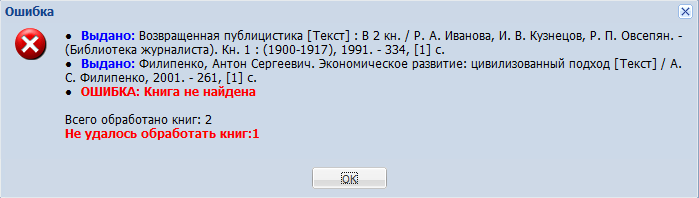 Ошибка
● Выдано: Возвращенная публицистика [Текст] : В 2 кн. / Р. А. Иванова, И. В. Кузнецов, Р. П. Овсепян. -
(Библиотека журналиста). Кн. 1 : (1900-1917), 1991. - 334, [1] с.
● Выдано: Филипенко, Антон Сергеевич. Экономическое развитие: цивилизованный подход [Текст] / А.
С. Филипенко, 2001. - 261, [1] с.
● ОШИБКА: Книга не найдена
Всего обработано книг: 2
Не удалось обработать книг:1
OK